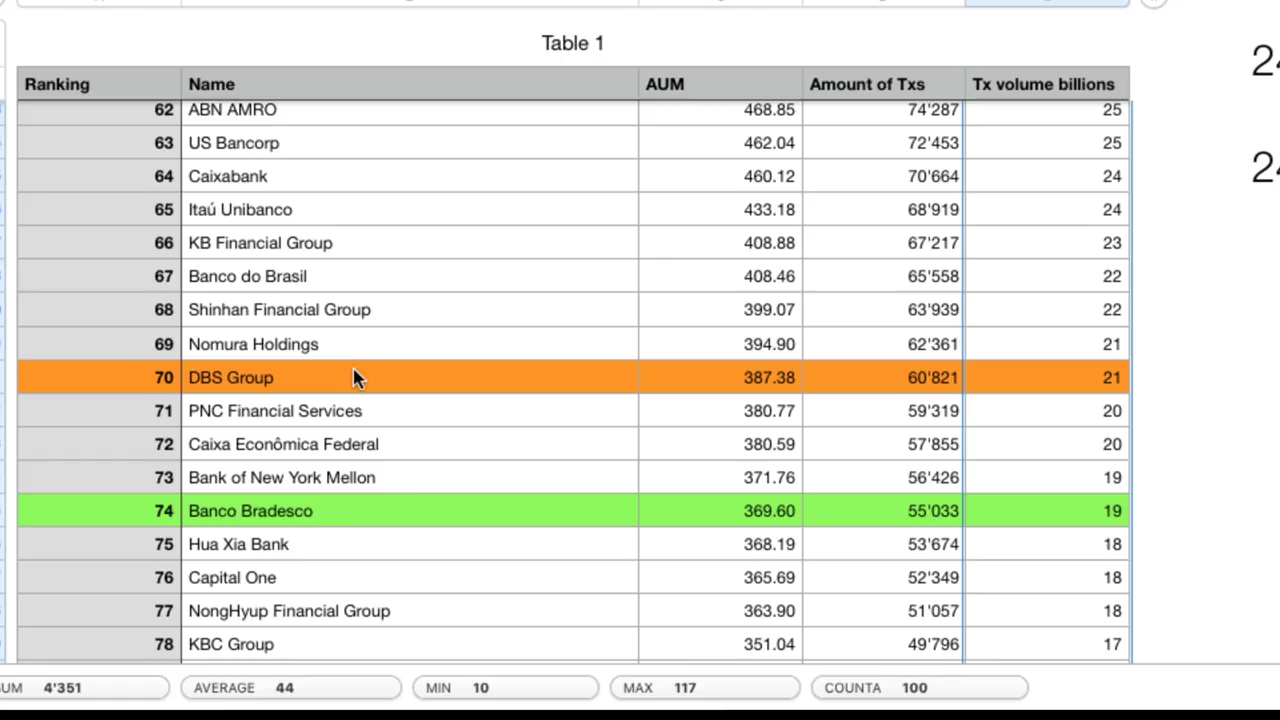 Table 1
Ranking Name AUM Amount of Txs Tx volume billions
62 ABN AMRO 468.85 74'287 25
63 US Bancorp 462.04 72'453 25
64 Caixabank 460.12 70'664 24
65 Itaú Unibanco 433.18 68'919 24
66 KB Financial Group 408.88 67'217 23
67 Banco do Brasil 408.46 65'558 22
68 Shinhan Financial Group 399.07 63'939 22
69 Nomura Holdings 394.90 62'361 21
70 DBS Group 387.38 60'821 21
71 PNC Financial Services 380.77 59'319 20
72 Caixa Econômica Federal 380.59 57'855 20
73 Bank of New York Mellon 371.76 56'426 19
74 Banco Bradesco 369.60 55'033 19
75 Hua Xia Bank 368.19 53'674 18
76 Capital One 365.69 52'349 18
77 NongHyup Financial Group 363.90 51'057 18
78 KBC Group 351.04 49'796 17
UM 4'351 AVERAGE 44 MIN 10 MAX 117 COUNTA 100